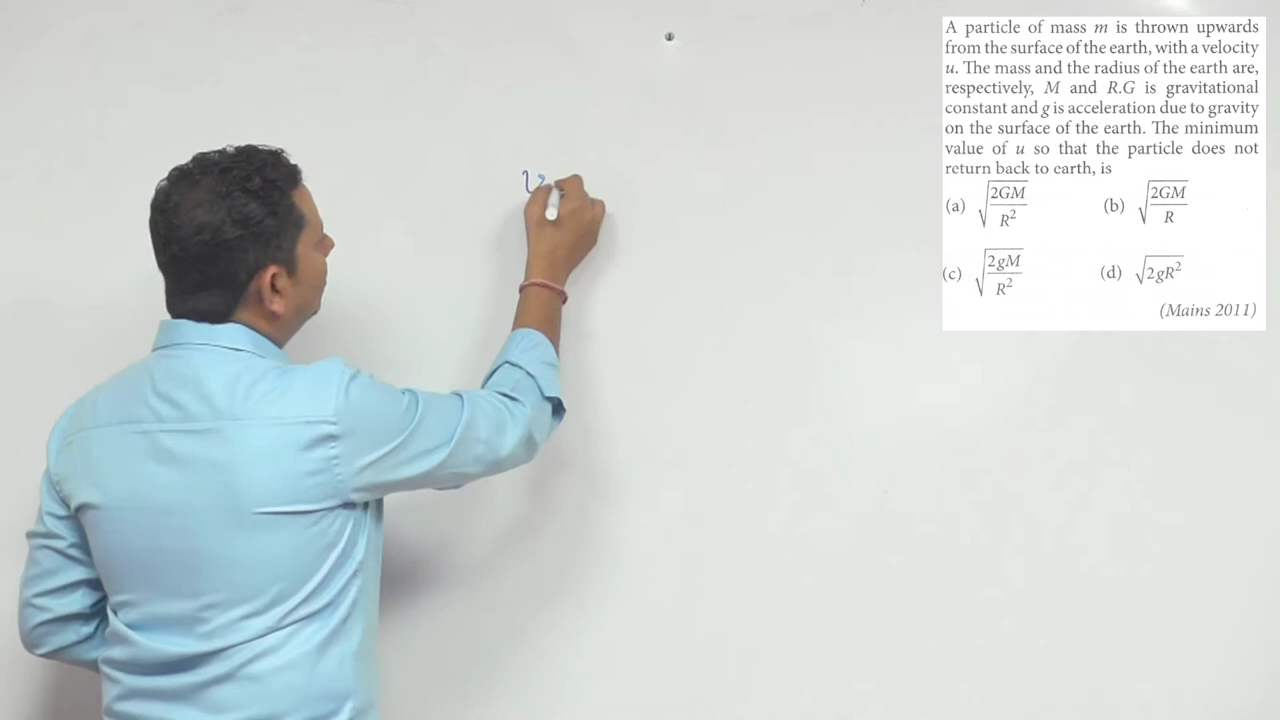 A particle of mass m is thrown upwards
from the surface of the earth, with a velocity
u. The mass and the radius of the earth are,
respectively, M and R.G is gravitational
constant and g is acceleration due to gravity
on the surface of the earth. The minimum
value of u so that the particle does not
return back to earth, is
(a) √(2GM/R²) (b) √(2GM/R)
(c) √(2gM/R²) (d) √(2gR²)
(Mains 2011)